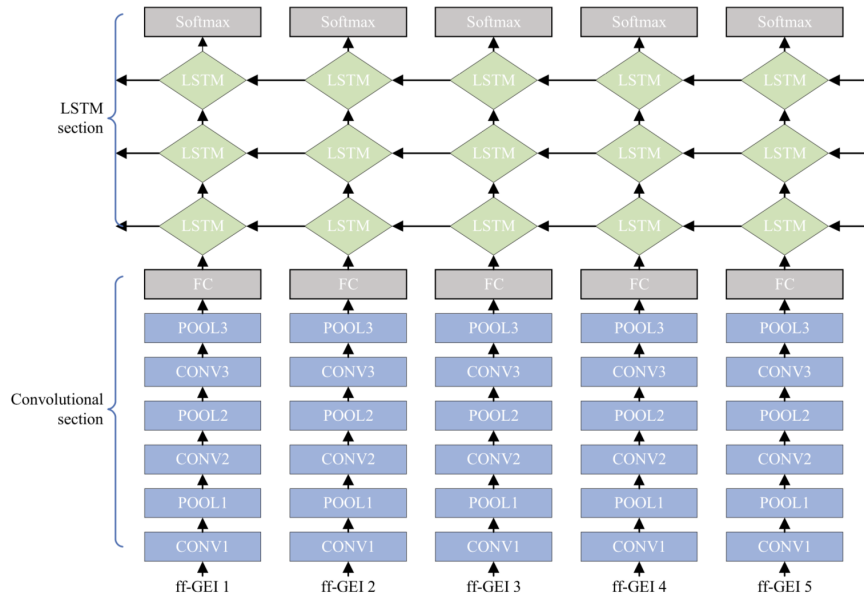 Softmax Softmax Softmax Softmax Softmax
LSTM LSTM LSTM LSTM LSTM
LSTM
section
LSTM LSTM LSTM LSTM LSTM
LSTM LSTM LSTM LSTM LSTM
FC FC FC FC FC
POOL3 POOL3 POOL3 POOL3 POOL3
CONV3 CONV3 CONV3 CONV3 CONV3
Convolutional
section
POOL2 POOL2 POOL2 POOL2 POOL2
CONV2 CONV2 CONV2 CONV2 CONV2
POOL1 POOL1 POOL1 POOL1 POOL1
CONV1 CONV1 CONV1 CONV1 CONV1
ff-GEI 1 ff-GEI 2 ff-GEI 3 ff-GEI 4 ff-GEI 5